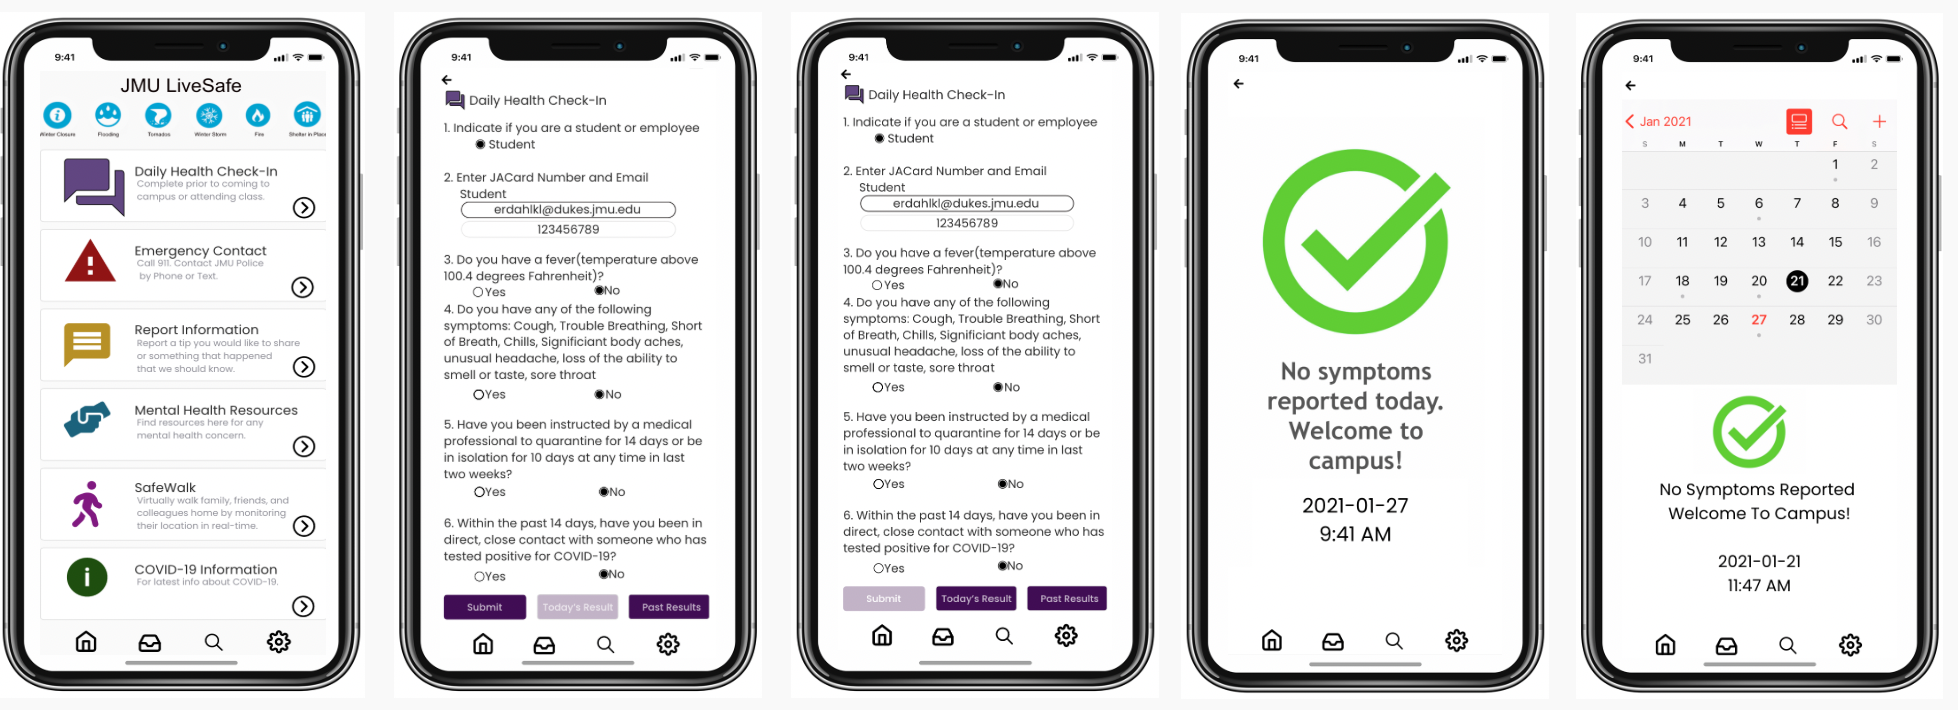 9:41
JMU LiveSafe
Winter Closure Flooding Tornados Winter Storm Fire Shelter in Place
Daily Health Check-In
Complete prior to coming to
campus or attending class.
Emergency Contact
Call 911. Contact JMU Police
by Phone or Text.
Report Information
Report a tip you would like to share
or something that happened
that we should know.
Mental Health Resources
Find resources here for any
mental health concern.
SafeWalk
Virtually walk family, friends, and
colleagues home by monitoring
their location in real-time.
COVID-19 Information
For latest info about COVID-19.
9:41
Daily Health Check-In
1. Indicate if you are a student or employee
Student
2. Enter JACard Number and Email
Student
erdahlkl@dukes.jmu.edu
123456789
3. Do you have a fever(temperature above
100.4 degrees Fahrenheit)?
Yes No
4. Do you have any of the following
symptoms: Cough, Trouble Breathing, Short
of Breath, Chills, Significiant body aches,
unusual headache, loss of the ability to
smell or taste, sore throat
Yes No
5. Have you been instructed by a medical
professional to quarantine for 14 days or be
in isolation for 10 days at any time in last
two weeks?
Yes No
6. Within the past 14 days, have you been in
direct, close contact with someone who has
tested positive for COVID-19?
Yes No
Submit Today's Result Past Results
9:41
Daily Health Check-In
1. Indicate if you are a student or employee
Student
2. Enter JACard Number and Email
Student
erdahlkl@dukes.jmu.edu
123456789
3. Do you have a fever(temperature above
100.4 degrees Fahrenheit)?
Yes No
4. Do you have any of the following
symptoms: Cough, Trouble Breathing, Short
of Breath, Chills, Significiant body aches,
unusual headache, loss of the ability to
smell or taste, sore throat
Yes No
5. Have you been instructed by a medical
professional to quarantine for 14 days or be
in isolation for 10 days at any time in last
two weeks?
Yes No
6. Within the past 14 days, have you been in
direct, close contact with someone who has
tested positive for COVID-19?
Yes No
Submit Today's Result Past Results
9:41
No symptoms
reported today.
Welcome to
campus!
2021-01-27
9:41 AM
9:41
Jan 2021
S M T W T F S
1 2
3 4 5 6 7 8 9
10 11 12 13 14 15 16
17 18 19 20 21 22 23
24 25 26 27 28 29 30
31
No Symptoms Reported
Welcome To Campus!
2021-01-21
11:47 AM